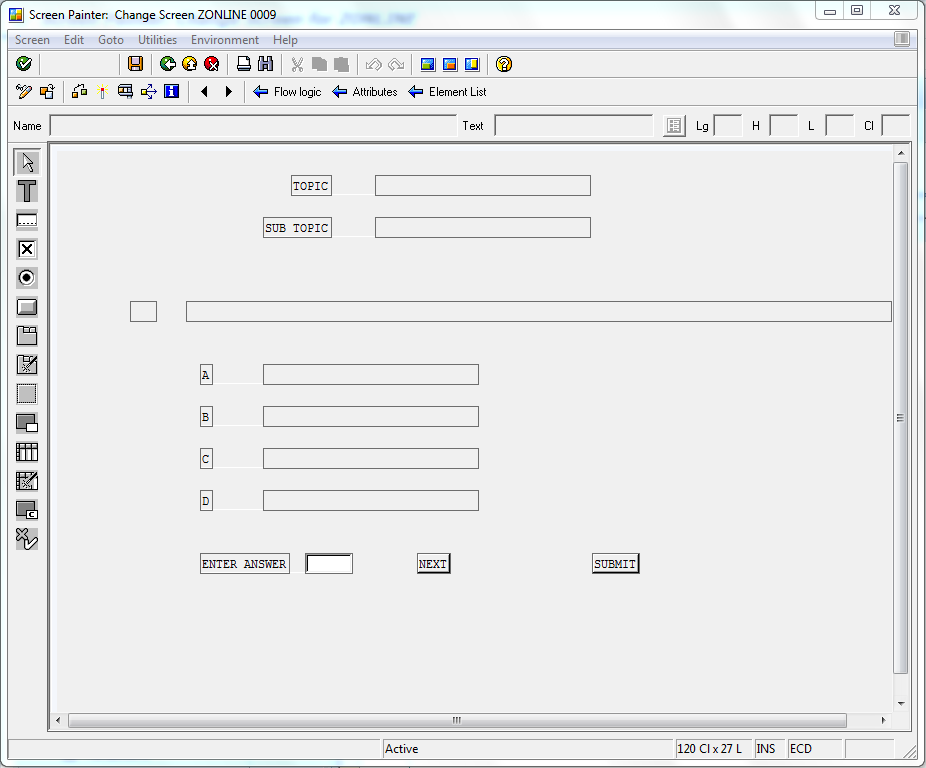 Screen Painter: Change Screen ZONLINE 0009
Screen Edit Goto Utilities Environment Help
Flow logic Attributes Element List
Name Text Lg H L Cl
TOPIC
SUB TOPIC
A
B
C
D
ENTER ANSWER NEXT SUBMIT
Active 120 Cl x 27 L INS ECD